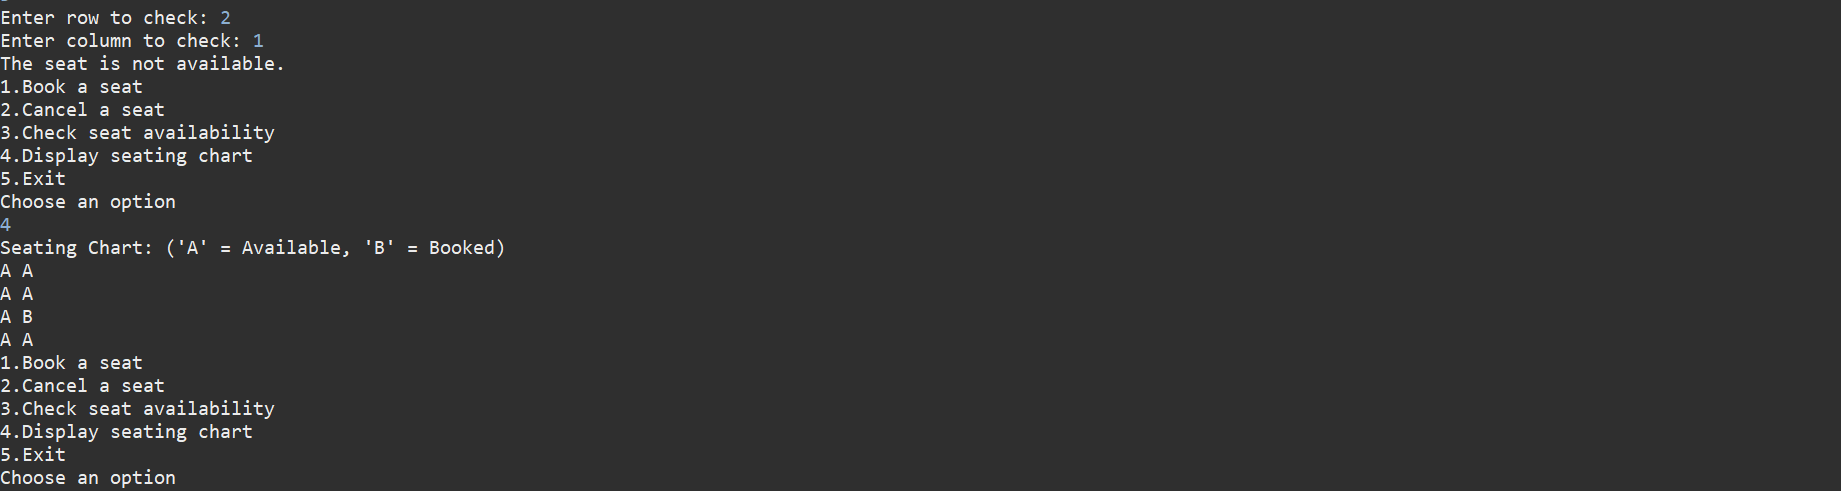 Enter row to check: 2
Enter column to check: 1
The seat is not available.
1.Book a seat
2.Cancel a seat
3.Check seat availability
4.Display seating chart
5.Exit
Choose an option
4
Seating Chart: ('A' = Available, 'B' = Booked)
A A
A A
A B
A A
1.Book a seat
2.Cancel a seat
3.Check seat availability
4.Display seating chart
5.Exit
Choose an option